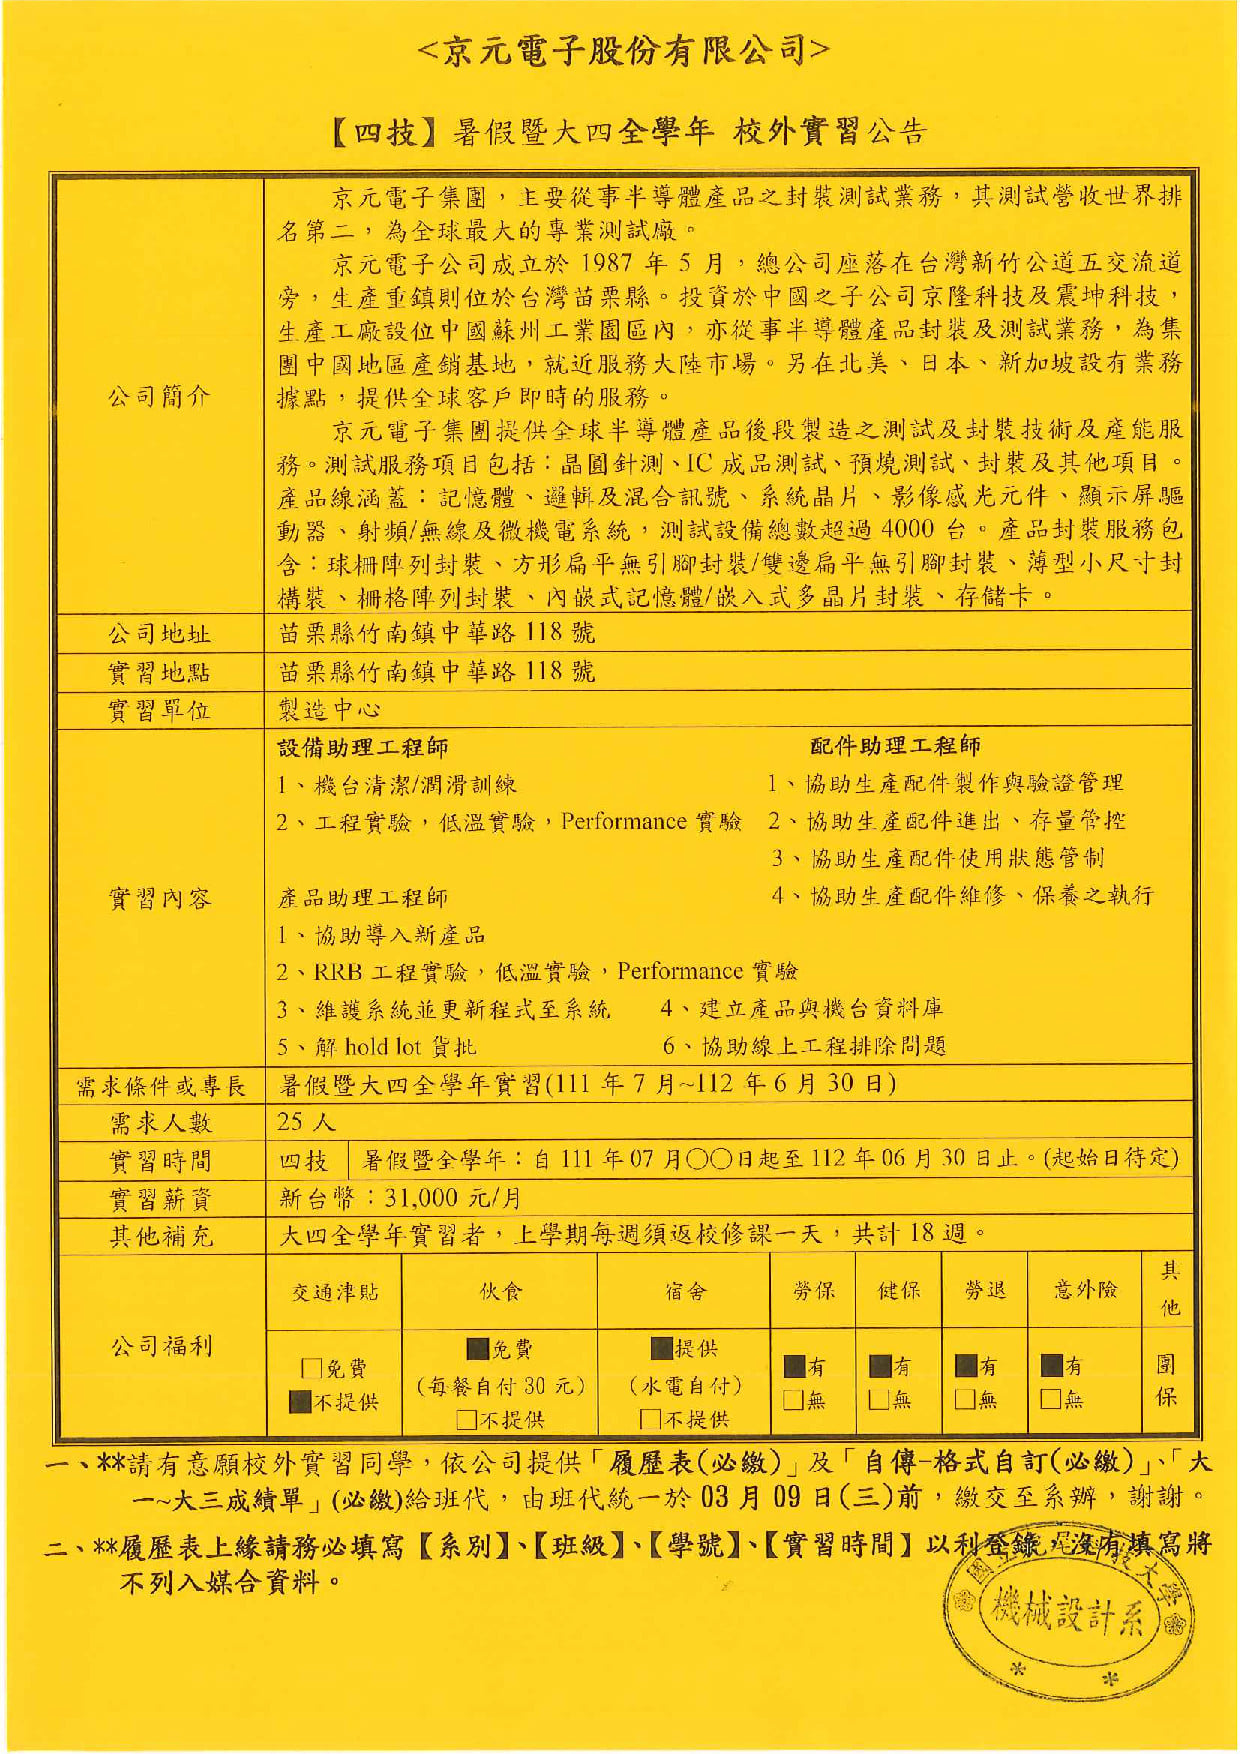 <京元電子股份有限公司>
【四技】暑假暨大四全學年 校外實習公告
公司簡介
京元電子集團，主要從事半導體產品之封裝測試業務，其測試營收世界排
名第二，為全球最大的專業測試廠。
京元電子公司成立於 1987 年 5 月，總公司座落在台灣新竹公道五交流道
旁，生產重鎮則位於台灣苗栗縣。投資於中國之子公司京隆科技及震坤科技，
生產工廠設位中國蘇州工業園區內，亦從事半導體產品封裝及測試業務，為集
團中國地區產銷基地，就近服務大陸市場。另在北美、日本、新加坡設有業務
據點，提供全球客戶即時的服務。
京元電子集團提供全球半導體產品後段製造之測試及封裝技術及產能服
務。測試服務項目包括：晶圓針測、IC 成品測試、預燒測試、封裝及其他項目。
產品線涵蓋：記憶體、邏輯及混合訊號、系統晶片、影像感光元件、顯示屏驅
動器、射頻/無線及微機電系統，測試設備總數超過 4000 台。產品封裝服務包
含：球柵陣列封裝、方形扁平無引腳封裝/雙邊扁平無引腳封裝、薄型小尺寸封
構裝、柵格陣列封裝、內嵌式記憶體/嵌入式多晶片封裝、存儲卡。
公司地址 苗栗縣竹南鎮中華路 118 號
實習地點 苗栗縣竹南鎮中華路 118 號
實習單位 製造中心
實習內容
設備助理工程師 配件助理工程師
1、機台清潔/潤滑訓練 1、協助生產配件製作與驗證管理
2、工程實驗，低溫實驗，Performance 實驗 2、協助生產配件進出、存量管控
3、協助生產配件使用狀態管制
產品助理工程師 4、協助生產配件維修、保養之執行
1、協助導入新產品
2、RRB 工程實驗，低溫實驗，Performance 實驗
3、維護系統並更新程式至系統 4、建立產品與機台資料庫
5、解 hold lot 貨批 6、協助線上工程排除問題
需求條件或專長 暑假暨大四全學年實習(111 年 7 月~112 年 6 月 30 日)
需求人數 25 人
實習時間 四技 暑假暨全學年：自 111 年 07 月〇〇日起至 112 年 06 月 30 日止。(起始日待定)
實習薪資 新台幣：31,000 元/月
其他補充 大四全學年實習者，上學期每週須返校修課一天，共計 18 週。
公司福利
交通津貼 伙食 宿舍 勞保 健保 勞退 意外險 其他
□免費 ■不提供
■免費 (每餐自付 30 元) □不提供
■提供 (水電自付) □不提供
■有 □無
■有 □無
■有 □無
■有 □無
團保
一、**請有意願校外實習同學，依公司提供「履歷表(必繳)」及「自傳-格式自訂(必繳)」、「大
一~大三成績單」(必繳)給班代，由班代統一於 03 月 09 日(三)前，繳交至系辦，謝謝。
二、**履歷表上緣請務必填寫【系別】、【班級】、【學號】、【實習時間】以利登錄，沒有填寫將
不列入媒合資料。
國立虎尾科技大學
機械設計系